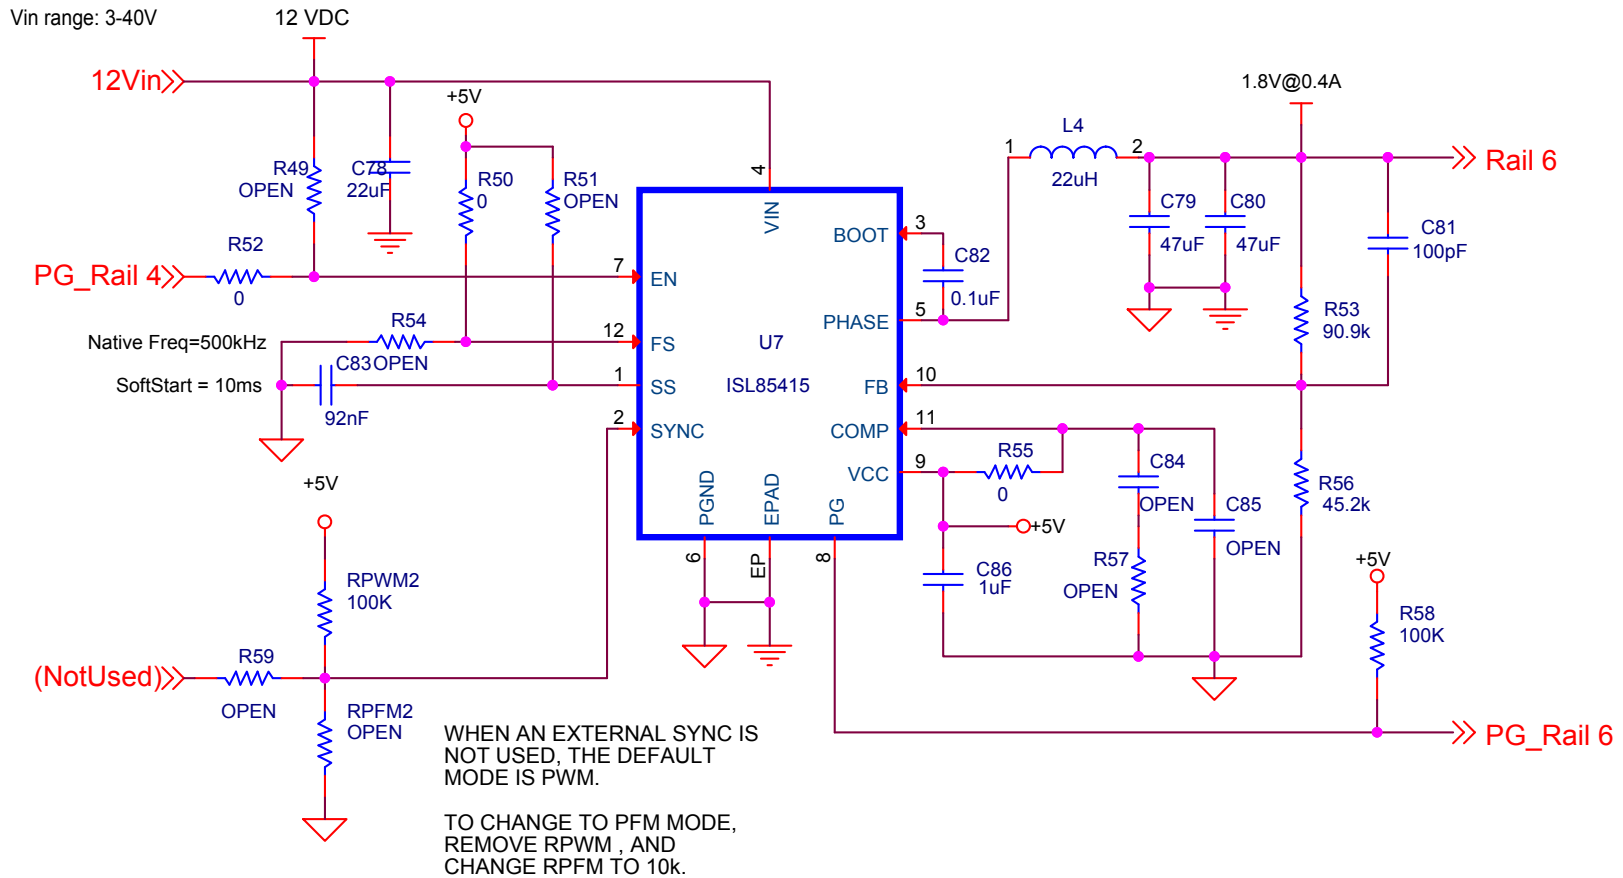 Vin range: 3-40V
12 VDC
12Vin
+5V
1.8V@0.4A
R49
OPEN
C78
22uF
R50
0
R51
OPEN
4
VIN
1
L4
2
22uH
Rail 6
C79
47uF
C80
47uF
C81
100pF
R52
0
PG_Rail 4
7
EN
BOOT
3
C82
0.1uF
PHASE
5
R53
90.9k
Native Freq=500kHz
R54
OPEN
12
FS
U7
ISL85415
SoftStart = 10ms
C83
92nF
1
SS
FB
10
2
SYNC
COMP
11
VCC
9
R55
0
C84
OPEN
C85
OPEN
R56
45.2k
+5V
PGND
EPAD
PG
6
EP
8
+5V
C86
1uF
R57
OPEN
+5V
R58
100K
RPWM2
100K
(NotUsed)
R59
OPEN
RPFM2
OPEN
PG_Rail 6
WHEN AN EXTERNAL SYNC IS
NOT USED, THE DEFAULT
MODE IS PWM.
TO CHANGE TO PFM MODE,
REMOVE RPWM , AND
CHANGE RPFM TO 10k.